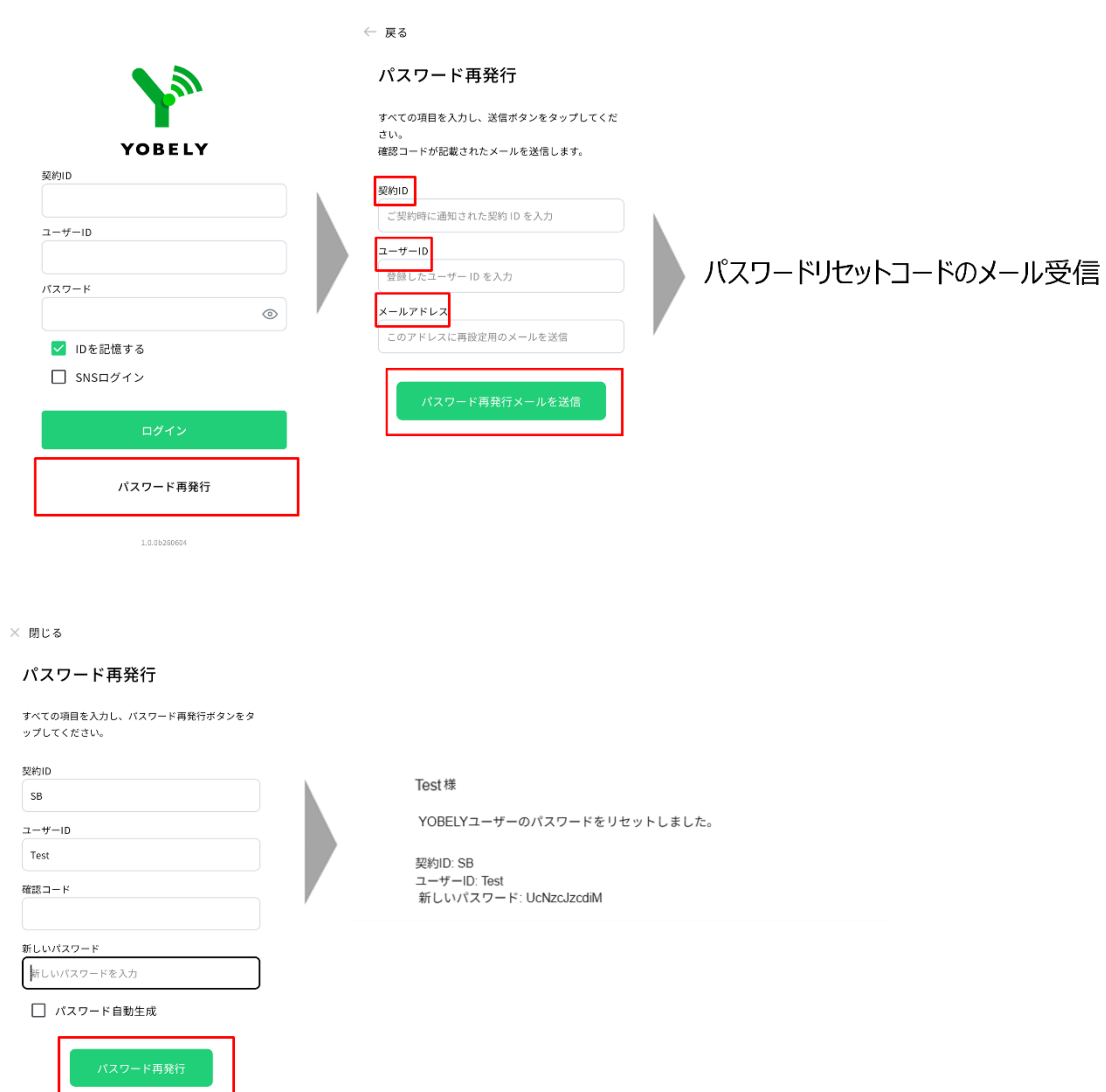 YOBELY
契約ID
ユーザーID
パスワード
IDを記憶する
SNSログイン
ログイン
パスワード再発行
1.0.0b260604
戻る
パスワード再発行
すべての項目を入力し、送信ボタンをタップしてくだ
さい。
確認コードが記載されたメールを送信します。
契約ID
ご契約時に通知された契約 ID を入力
ユーザーID
登録したユーザー ID を入力
メールアドレス
このアドレスに再設定用のメールを送信
パスワード再発行メールを送信
パスワードリセットコードのメール受信
閉じる
パスワード再発行
すべての項目を入力し、パスワード再発行ボタンをタ
ップしてください。
契約ID
SB
ユーザーID
Test
確認コード
新しいパスワード
新しいパスワードを入力
パスワード自動生成
パスワード再発行
Test 様
YOBELYユーザーのパスワードをリセットしました。
契約ID: SB
ユーザーID: Test
新しいパスワード: UcNzcJzcdiM